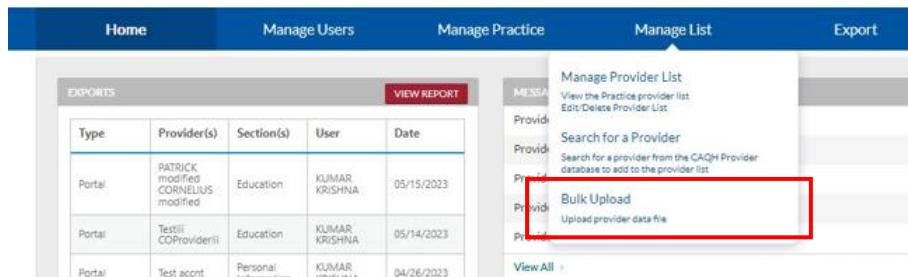 Home Manage Users Manage Practice Manage List Export
EXPORTS VIEW REPORT
Type Provider(s) Section(s) User Date
Portal PATRICK modified CORNELIUS modified Education KUMAR KRISHNA 05/15/2023
Portal Testiii COProviderii Education KUMAR KRISHNA 05/14/2023
Portal Test accnt Personal KUMAR 04/26/2023
Manage Provider List
View the Practice provider list
Edit/Delete Provider List
Search for a Provider
Search for a provider from the CAQH Provider
database to add to the provider list
Bulk Upload
Upload provider data file
View All